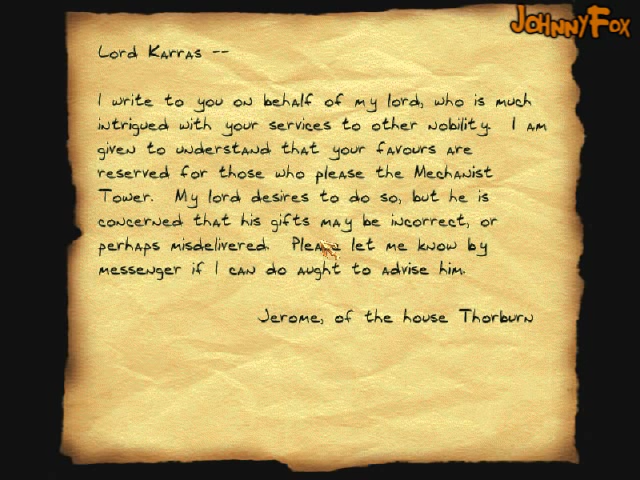 JohnnyFox
Lord Karras --
I write to you on behalf of my lord, who is much
intrigued with your services to other nobility. I am
given to understand that your favours are
reserved for those who please the Mechanist
Tower. My lord desires to do so, but he is
concerned that his gifts may be incorrect, or
perhaps misdelivered. Please let me know by
messenger if I can do aught to advise him.
Jerome, of the house Thorburn